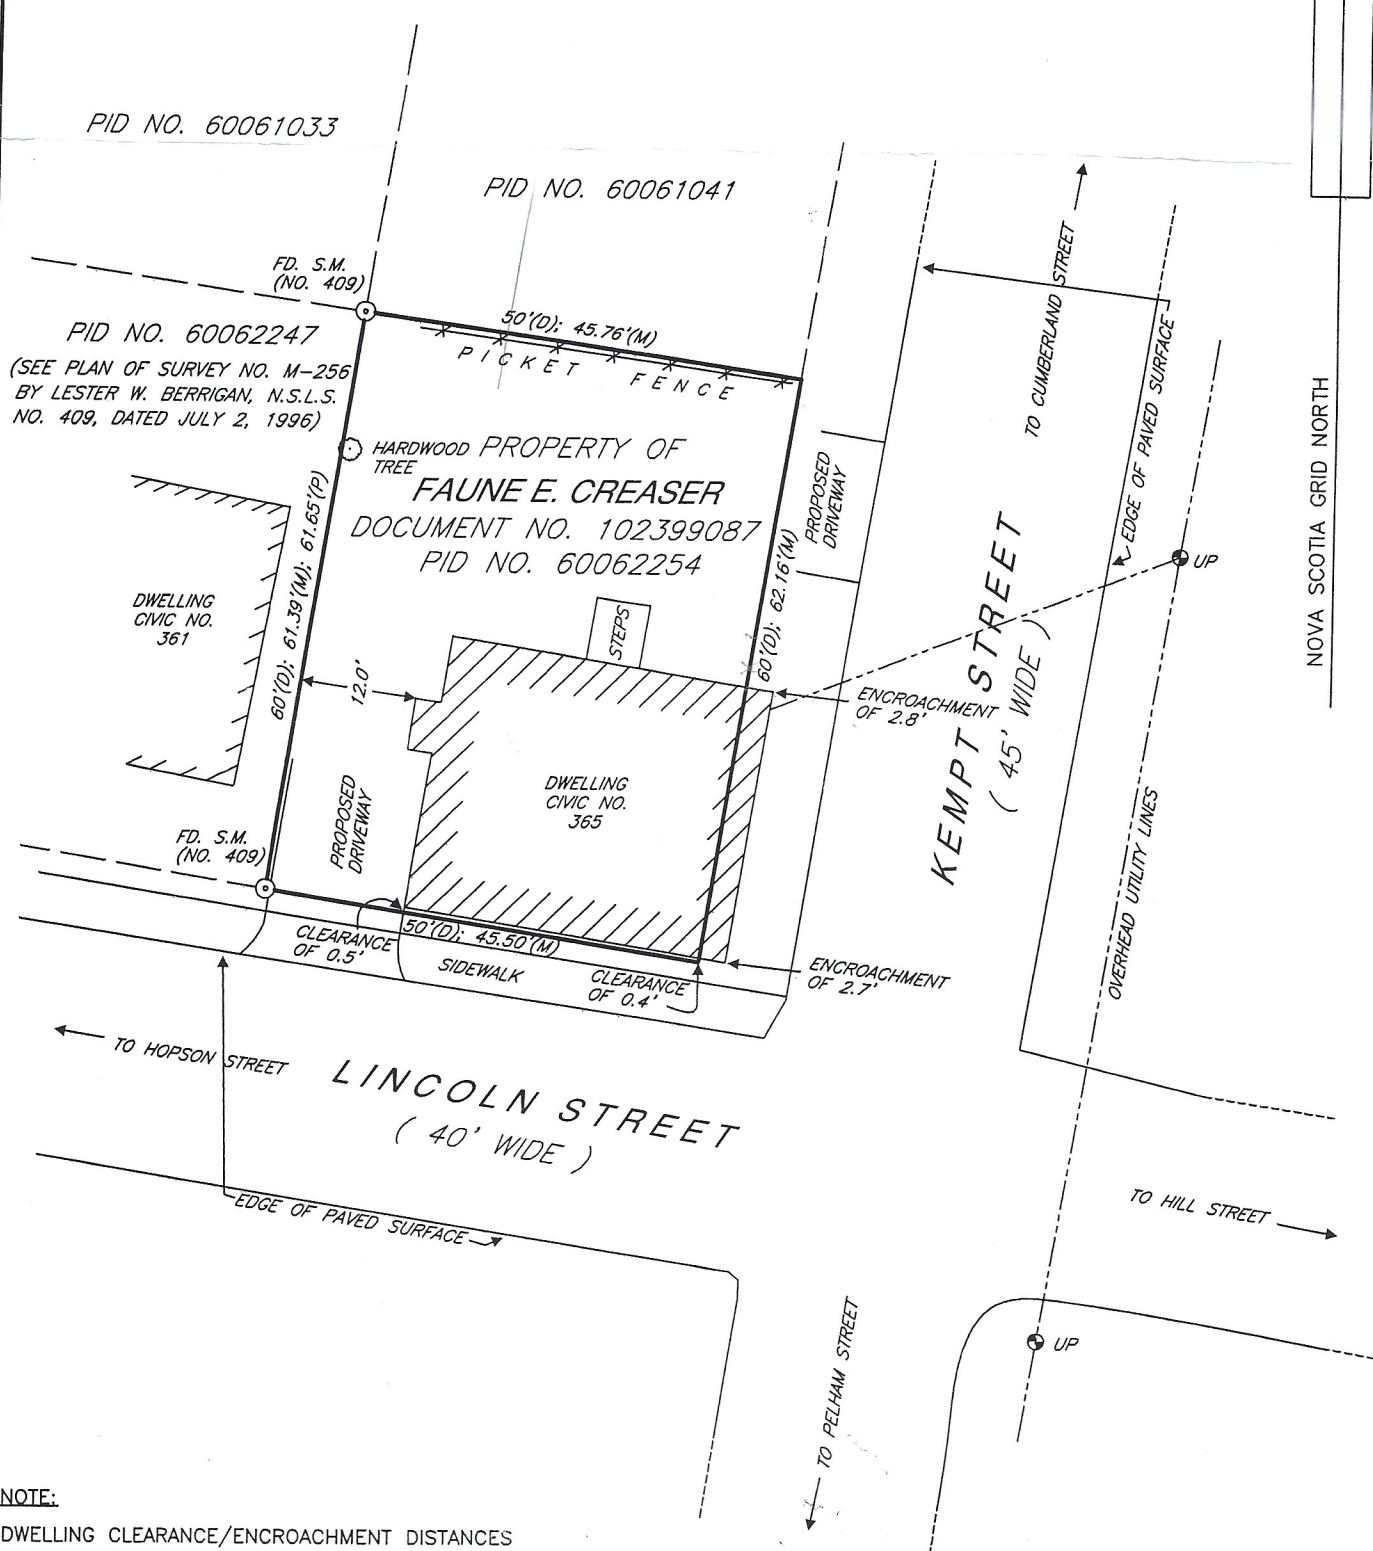 PID NO. 60061033
PID NO. 60061041
FD. S.M.
(NO. 409)
PID NO. 60062247
(SEE PLAN OF SURVEY NO. M-256
BY LESTER W. BERRIGAN, N.S.L.S.
NO. 409, DATED JULY 2, 1996)
50'(D); 45.76'(M)
PICKET FENCE
HARDWOOD
TREE
PROPERTY OF
FAUNE E. CREASER
DOCUMENT NO. 102399087
PID NO. 60062254
60'(D); 61.39'(M); 61.65'(P)
DWELLING
CIVIC NO.
361
12.0'
STEPS
60'(D); 62.16'(M)
PROPOSED
DRIVEWAY
TO CUMBERLAND STREET
EDGE OF PAVED SURFACE
UP
NOVA SCOTIA GRID NORTH
KEMPT STREET
( 45' WIDE )
ENCROACHMENT
OF 2.8'
DWELLING
CIVIC NO.
365
PROPOSED
DRIVEWAY
FD. S.M.
(NO. 409)
OVERHEAD UTILITY LINES
CLEARANCE
OF 0.5'
50'(D); 45.50'(M)
SIDEWALK
CLEARANCE
OF 0.4'
ENCROACHMENT
OF 2.7'
TO HOPSON STREET
LINCOLN STREET
( 40' WIDE )
EDGE OF PAVED SURFACE
TO HILL STREET
UP
TO PELHAM STREET
NOTE:
DWELLING CLEARANCE/ENCROACHMENT DISTANCES